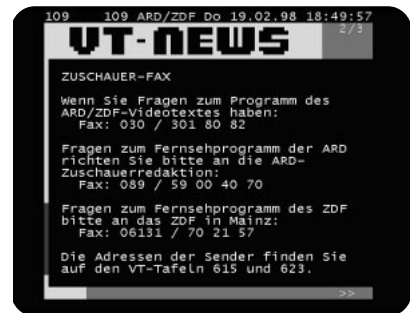 109 109 ARD/ZDF Do 19.02.98 18:49:57
VT-NEWS 2/3
ZUSCHAUER-FAX
Wenn Sie Fragen zum Programm des
ARD/ZDF-Videotextes haben:
Fax: 030 / 301 80 82
Fragen zum Fernsehprogramm der ARD
richten Sie bitte an die ARD-
Zuschauerredaktion:
Fax: 089 / 59 00 40 70
Fragen zum Fernsehprogramm des ZDF
bitte an das ZDF in Mainz:
Fax: 06131 / 70 21 57
Die Adressen der Sender finden Sie
auf den VT-Tafeln 615 und 623.
>>